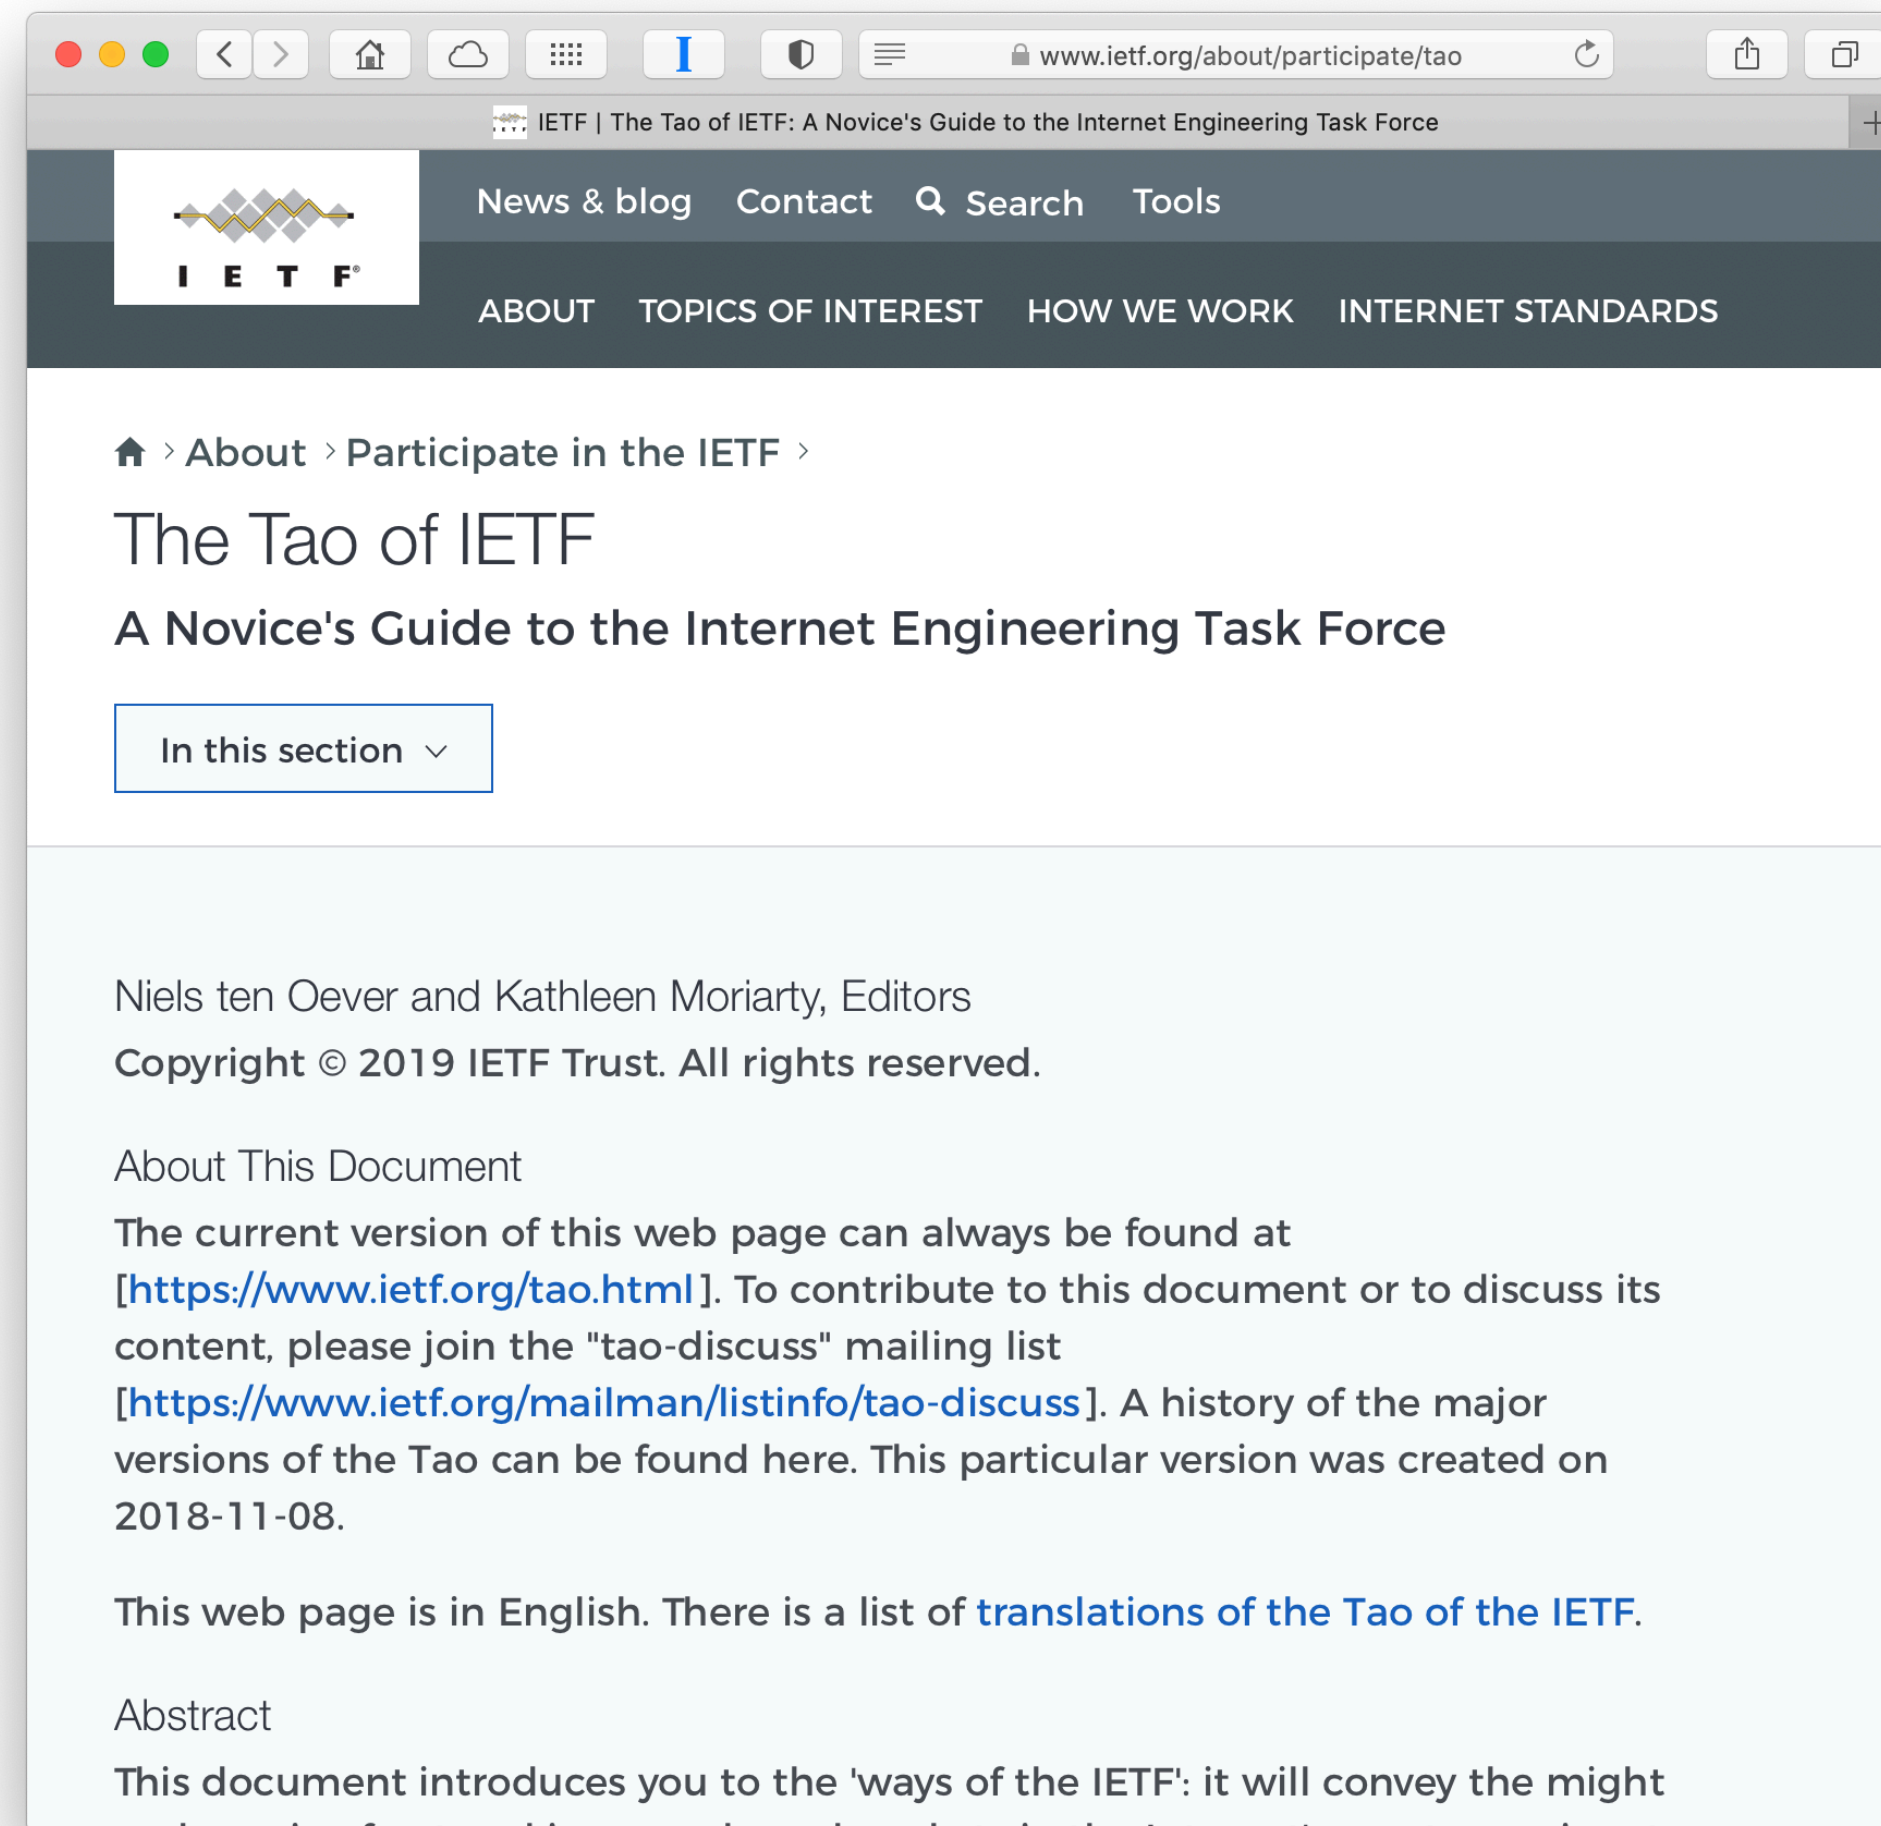 www.ietf.org/about/participate/tao
IETF | The Tao of IETF: A Novice's Guide to the Internet Engineering Task Force
IETF®
News & blog Contact Search Tools
ABOUT TOPICS OF INTEREST HOW WE WORK INTERNET STANDARDS
About > Participate in the IETF >
The Tao of IETF
A Novice's Guide to the Internet Engineering Task Force
In this section
Niels ten Oever and Kathleen Moriarty, Editors
Copyright © 2019 IETF Trust. All rights reserved.
About This Document
The current version of this web page can always be found at
[https://www.ietf.org/tao.html]. To contribute to this document or to discuss its
content, please join the "tao-discuss" mailing list
[https://www.ietf.org/mailman/listinfo/tao-discuss]. A history of the major
versions of the Tao can be found here. This particular version was created on
2018-11-08.
This web page is in English. There is a list of translations of the Tao of the IETF.
Abstract
This document introduces you to the 'ways of the IETF': it will convey the might